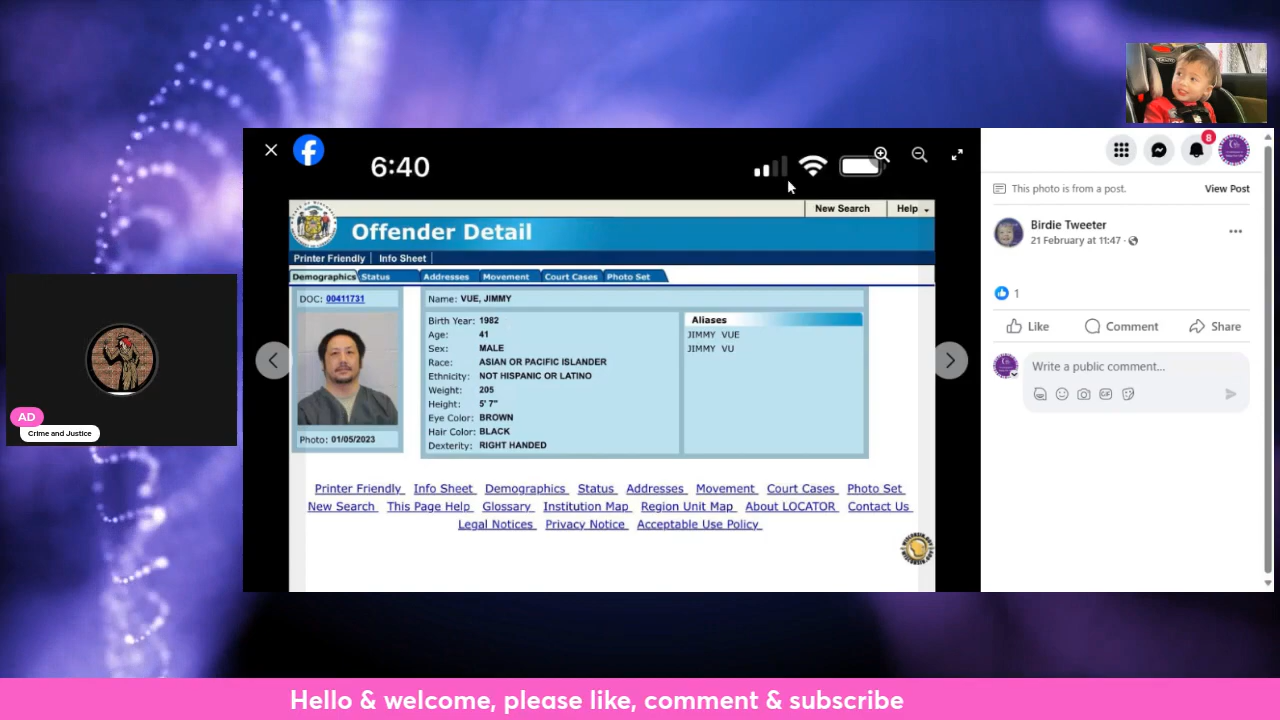 6:40
New Search
Help
Offender Detail
Printer Friendly
Info Sheet
Demographics
Status
Addresses
Movement
Court Cases
Photo Set
DOC: 00411731
Name: VUE, JIMMY
Birth Year: 1982
Age: 41
Sex: MALE
Race: ASIAN OR PACIFIC ISLANDER
Ethnicity: NOT HISPANIC OR LATINO
Weight: 205
Height: 5' 7"
Eye Color: BROWN
Hair Color: BLACK
Dexterity: RIGHT HANDED
Aliases
JIMMY VUE
JIMMY VU
Photo: 01/05/2023
Printer Friendly Info Sheet Demographics Status Addresses Movement Court Cases Photo Set
New Search This Page Help Glossary Institution Map Region Unit Map About LOCATOR Contact Us
Legal Notices Privacy Notice Acceptable Use Policy
8
This photo is from a post.
View Post
Birdie Tweeter
21 February at 11:47 ·
1
Like
Comment
Share
Write a public comment...
GIF
AD
Crime and Justice
Hello & welcome, please like, comment & subscribe